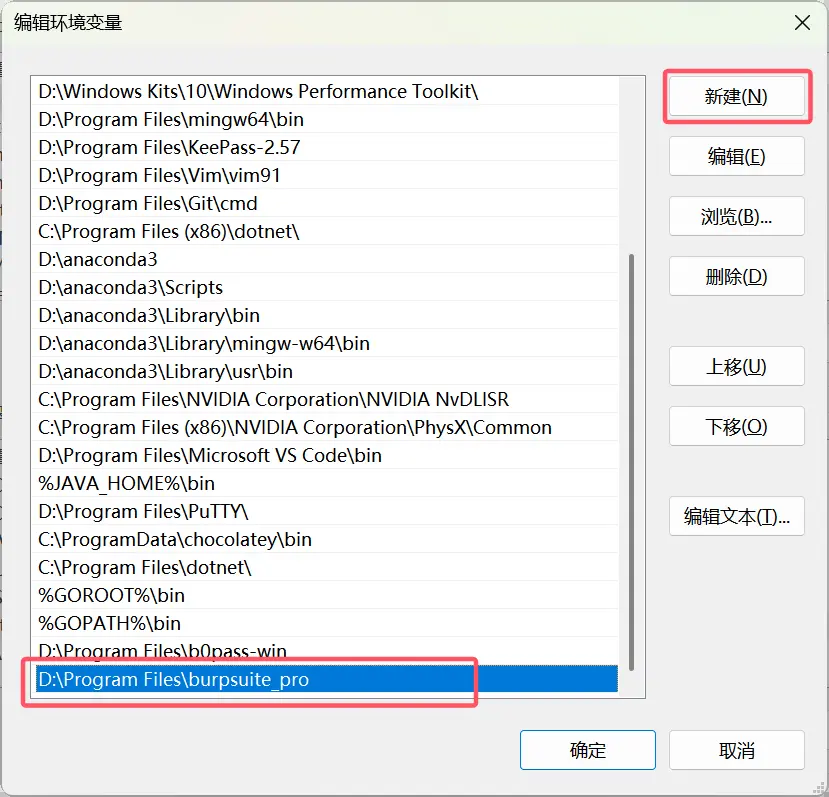 编辑环境变量
D:\Windows Kits\10\Windows Performance Toolkit\
D:\Program Files\mingw64\bin
D:\Program Files\KeePass-2.57
D:\Program Files\Vim\vim91
D:\Program Files\Git\cmd
C:\Program Files (x86)\dotnet\
D:\anaconda3
D:\anaconda3\Scripts
D:\anaconda3\Library\bin
D:\anaconda3\Library\mingw-w64\bin
D:\anaconda3\Library\usr\bin
C:\Program Files\NVIDIA Corporation\NVIDIA NvDLISR
C:\Program Files (x86)\NVIDIA Corporation\PhysX\Common
D:\Program Files\Microsoft VS Code\bin
%JAVA_HOME%\bin
D:\Program Files\PuTTY\
C:\ProgramData\chocolatey\bin
C:\Program Files\dotnet\
%GOROOT%\bin
%GOPATH%\bin
D:\Program Files\b0pass-win
D:\Program Files\burpsuite_pro
新建(N)
编辑(E)
浏览(B)...
删除(D)
上移(U)
下移(O)
编辑文本(T)...
确定
取消